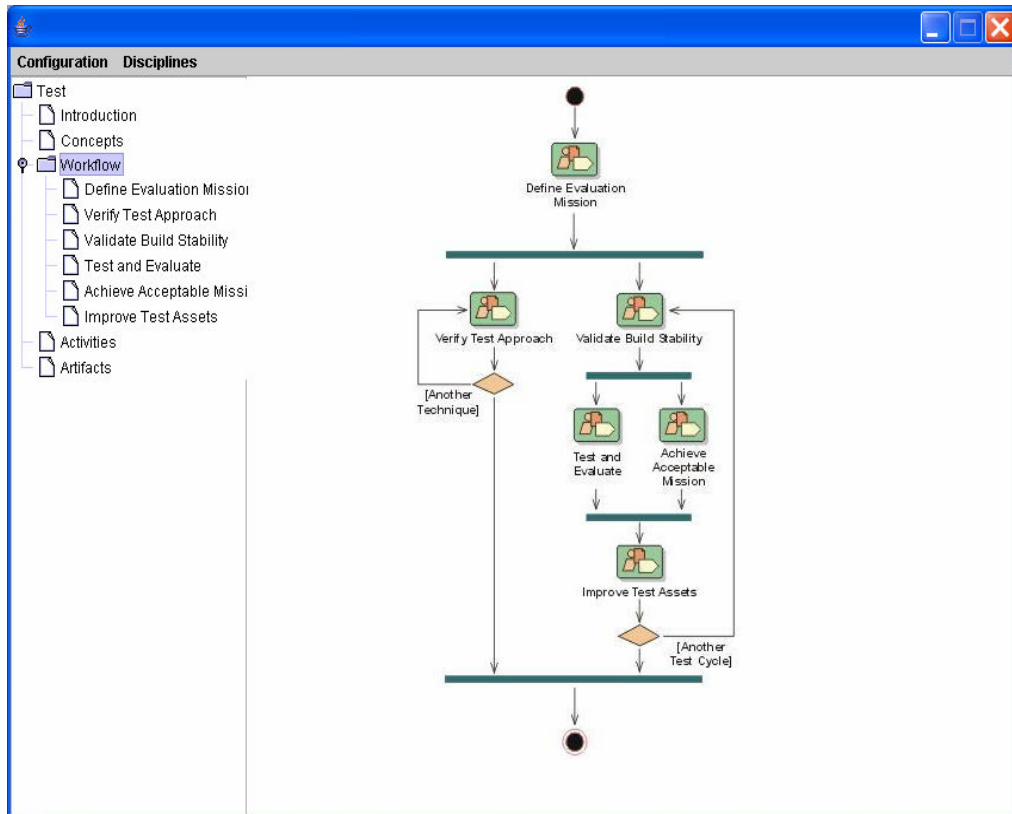 Configuration Disciplines
Test
Introduction
Concepts
Workflow
Define Evaluation Mission
Verify Test Approach
Validate Build Stability
Test and Evaluate
Achieve Acceptable Missi
Improve Test Assets
Activities
Artifacts
Define Evaluation
Mission
Verify Test Approach
Validate Build Stability
[Another
Technique]
Test and
Evaluate
Achieve
Acceptable
Mission
Improve Test Assets
[Another
Test Cycle]